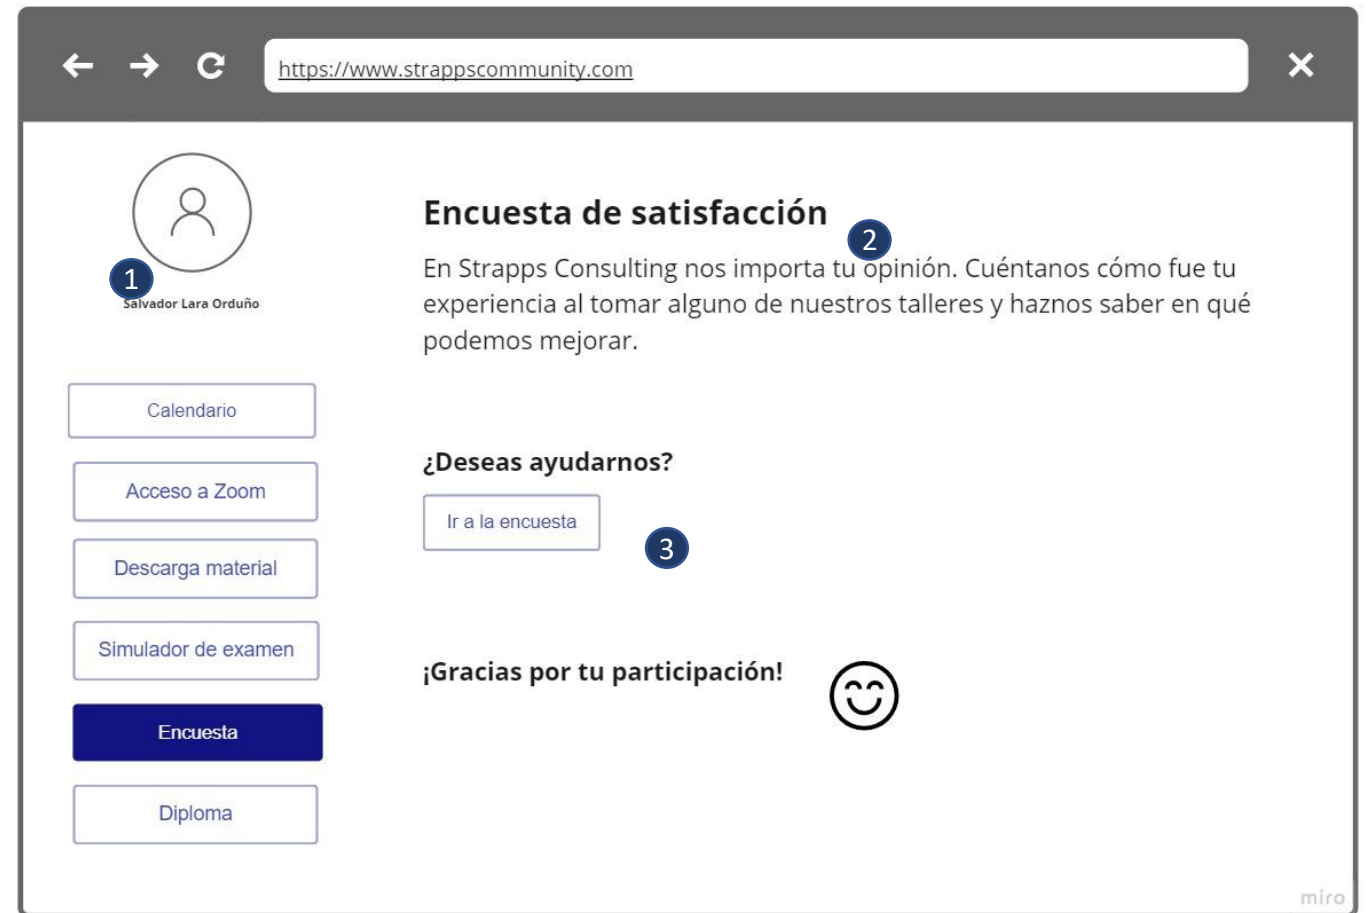 https://www.strappscommunity.com
1
Salvador Lara Orduño
Calendario
Acceso a Zoom
Descarga material
Simulador de examen
Encuesta
Diploma
Encuesta de satisfacción
2
En Strapps Consulting nos importa tu opinión. Cuéntanos cómo fue tu
experiencia al tomar alguno de nuestros talleres y haznos saber en qué
podemos mejorar.
¿Deseas ayudarnos?
Ir a la encuesta
3
¡Gracias por tu participación!
miro